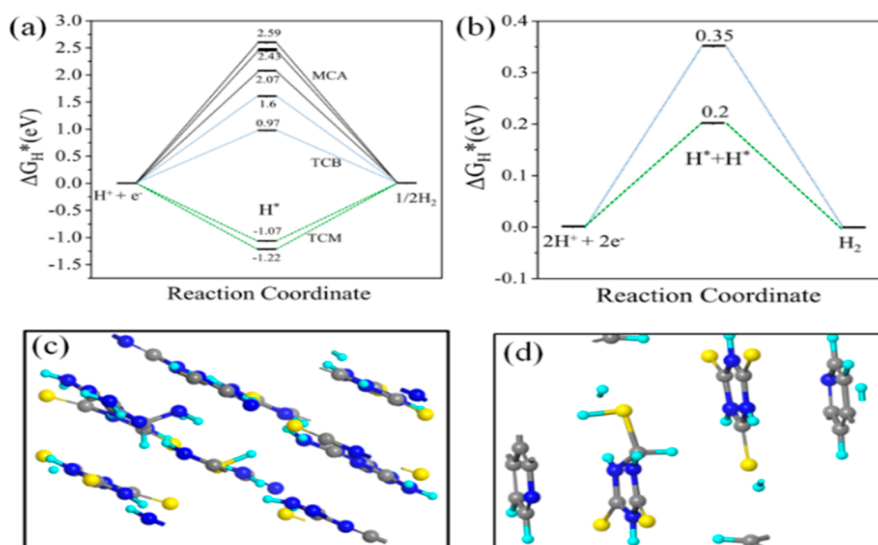 (a)
ΔG_H*(eV)
3.0
2.5
2.0
1.5
1.0
0.5
0.0
-0.5
-1.0
-1.5
2.59
2.43
2.07
1.6
0.97
-1.07
-1.22
MCA
TCB
TCM
H⁺ + e⁻
H*
1/2H₂
Reaction Coordinate
(b)
ΔG_H*(eV)
0.4
0.3
0.2
0.1
0.0
-0.1
0.35
0.2
H*+H*
2H⁺ + 2e⁻
H₂
Reaction Coordinate
(c)
(d)